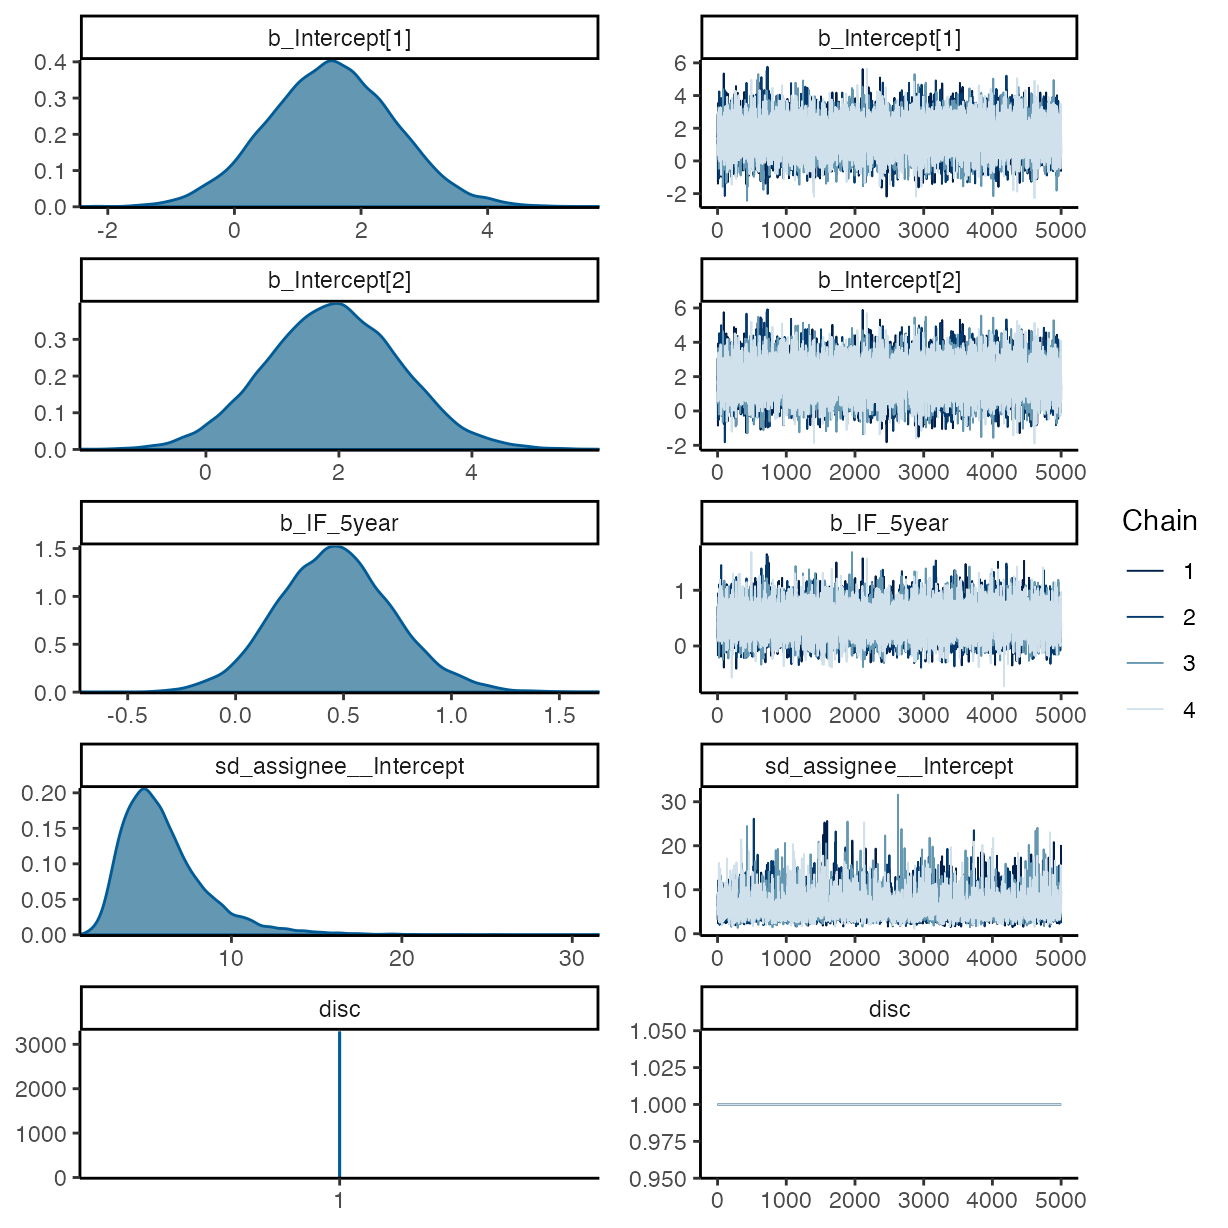 b_Intercept[1]
0.4
0.3
0.2
0.1
0.0
-2 0 2 4
b_Intercept[1]
6
4
2
0
-2
0 1000 2000 3000 4000 5000
b_Intercept[2]
0.3
0.2
0.1
0.0
0 2 4
b_Intercept[2]
6
4
2
0
-2
0 1000 2000 3000 4000 5000
b_IF_5year
1.5
1.0
0.5
0.0
-0.5 0.0 0.5 1.0 1.5
b_IF_5year
1
0
0 1000 2000 3000 4000 5000
sd_assignee__Intercept
0.20
0.15
0.10
0.05
0.00
10 20 30
sd_assignee__Intercept
30
20
10
0
0 1000 2000 3000 4000 5000
disc
3000
2000
1000
0
1
disc
1.050
1.025
1.000
0.975
0.950
0 1000 2000 3000 4000 5000
Chain
1
2
3
4